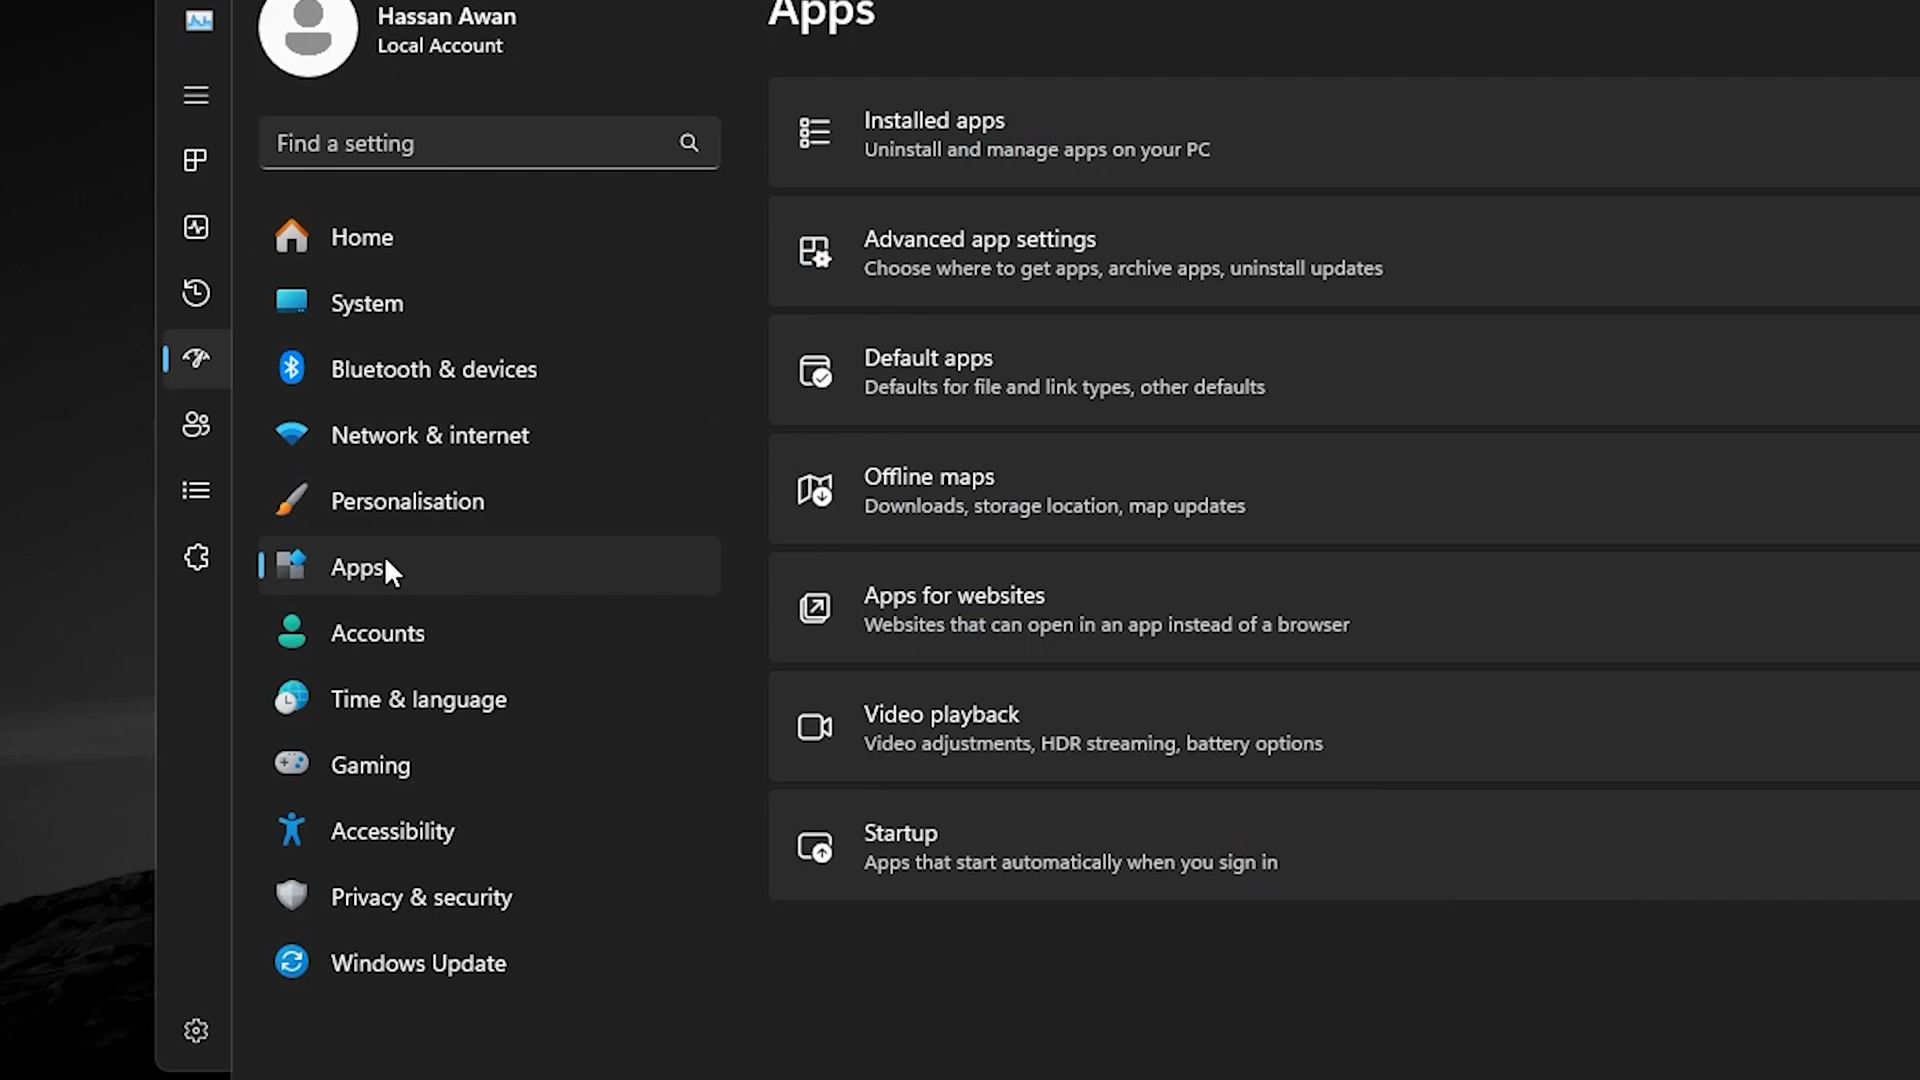 Hassan Awan
Local Account
Find a setting
Home
System
Bluetooth & devices
Network & internet
Personalisation
Apps
Accounts
Time & language
Gaming
Accessibility
Privacy & security
Windows Update
Apps
Installed apps
Uninstall and manage apps on your PC
Advanced app settings
Choose where to get apps, archive apps, uninstall updates
Default apps
Defaults for file and link types, other defaults
Offline maps
Downloads, storage location, map updates
Apps for websites
Websites that can open in an app instead of a browser
Video playback
Video adjustments, HDR streaming, battery options
Startup
Apps that start automatically when you sign in